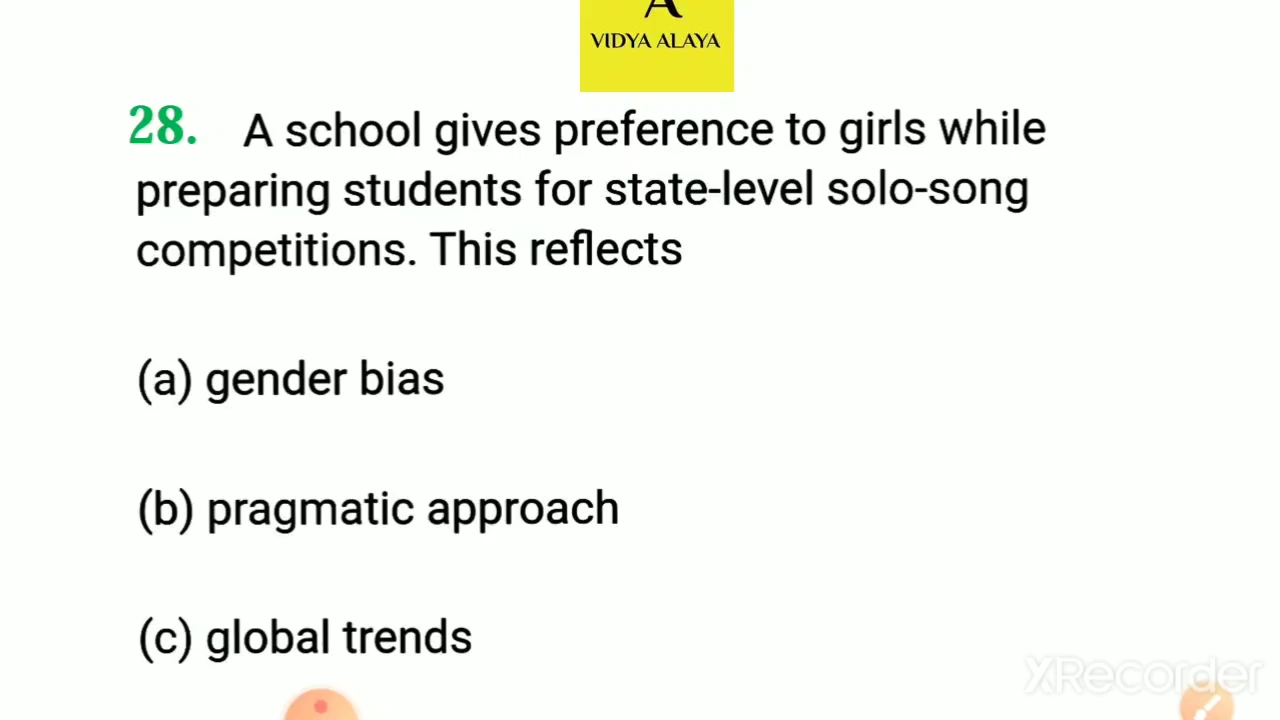 A
VIDYA ALAYA
28. A school gives preference to girls while
preparing students for state-level solo-song
competitions. This reflects
(a) gender bias
(b) pragmatic approach
(c) global trends
XRecorder